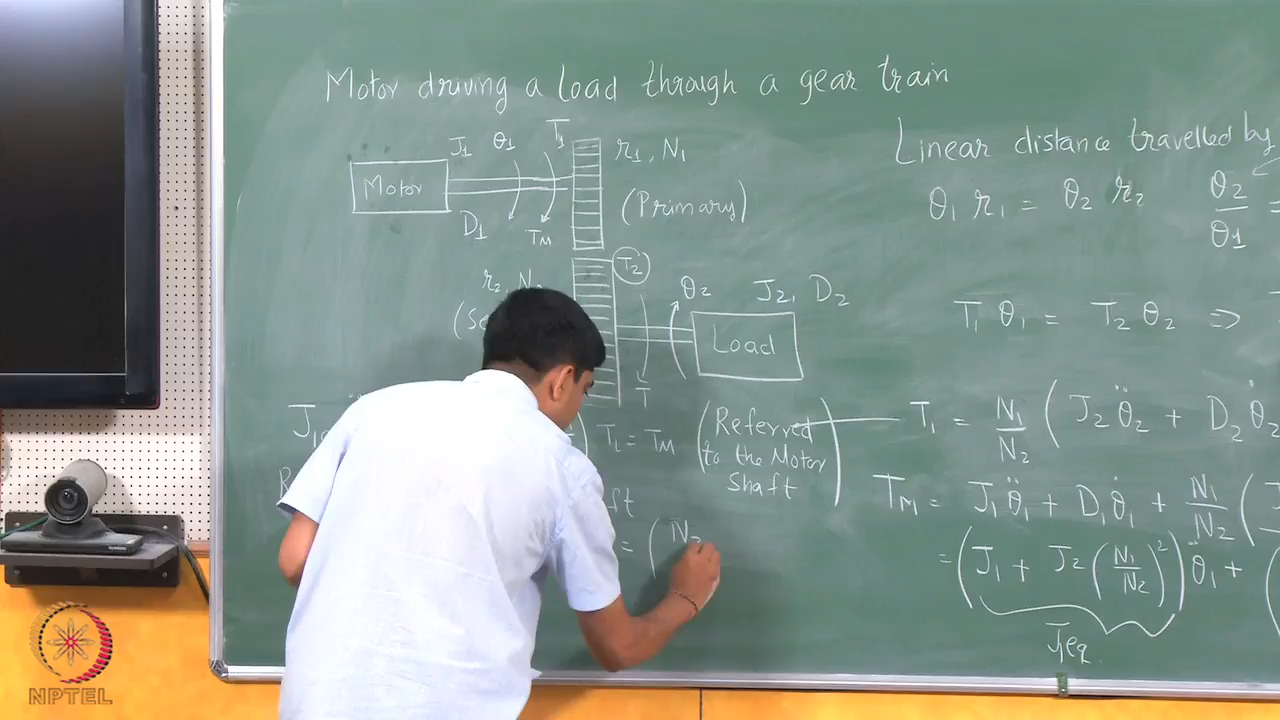 Motor driving a load through a gear train
J1 θ1 T1
Motor
D1 TM
r1, N1
(Primary)
T2
θ2
J2, D2
Load
T
TL = TM
(Referred
to the Motor
Shaft)
= (N2
Linear distance travelled by
θ1 r1 = θ2 r2
θ2/θ1 =
T1 θ1 = T2 θ2 ⇒
T1 = N1/N2 (J2 θ̈2 + D2 θ̇2
TM = J1 θ̈1 + D1 θ̇1 + N1/N2 (
= (J1 + J2 (N1/N2)²) θ̈1 +
J1eq
NPTEL